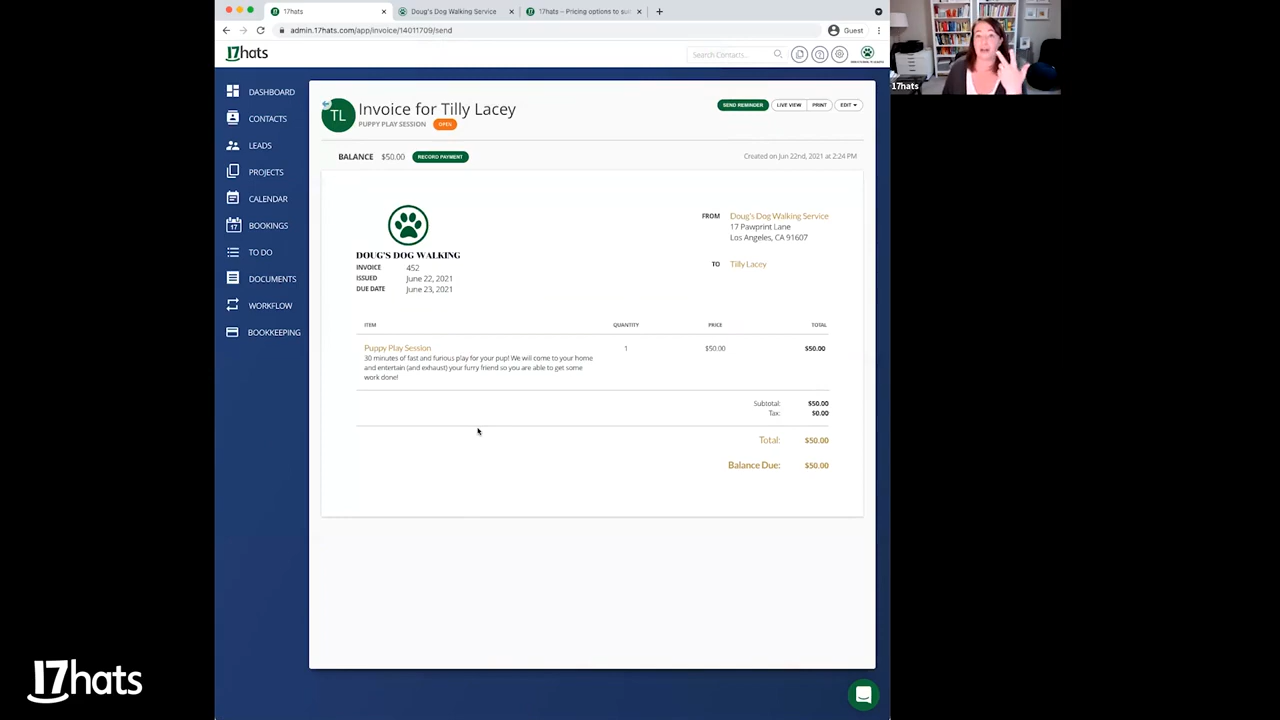 17hats
Doug's Dog Walking Service
17hats – Pricing options to sui
admin.17hats.com/app/invoice/14011709/send
Guest
17hats
Search Contacts...
17hats
DASHBOARD
CONTACTS
LEADS
PROJECTS
CALENDAR
17
BOOKINGS
TO DO
DOCUMENTS
WORKFLOW
BOOKKEEPING
TL
Invoice for Tilly Lacey
PUPPY PLAY SESSION
OPEN
SEND REMINDER
LIVE VIEW
PRINT
EDIT
BALANCE $50.00 RECORD PAYMENT
Created on Jun 22nd, 2021 at 2:24 PM
DOUG'S DOG WALKING
INVOICE 452
ISSUED June 22, 2021
DUE DATE June 23, 2021
FROM Doug's Dog Walking Service
17 Pawprint Lane
Los Angeles, CA 91607
TO Tilly Lacey
ITEM QUANTITY PRICE TOTAL
Puppy Play Session 1 $50.00 $50.00
30 minutes of fast and furious play for your pup! We will come to your home
and entertain (and exhaust) your furry friend so you are able to get some
work done!
Subtotal: $50.00
Tax: $0.00
Total: $50.00
Balance Due: $50.00
17hats